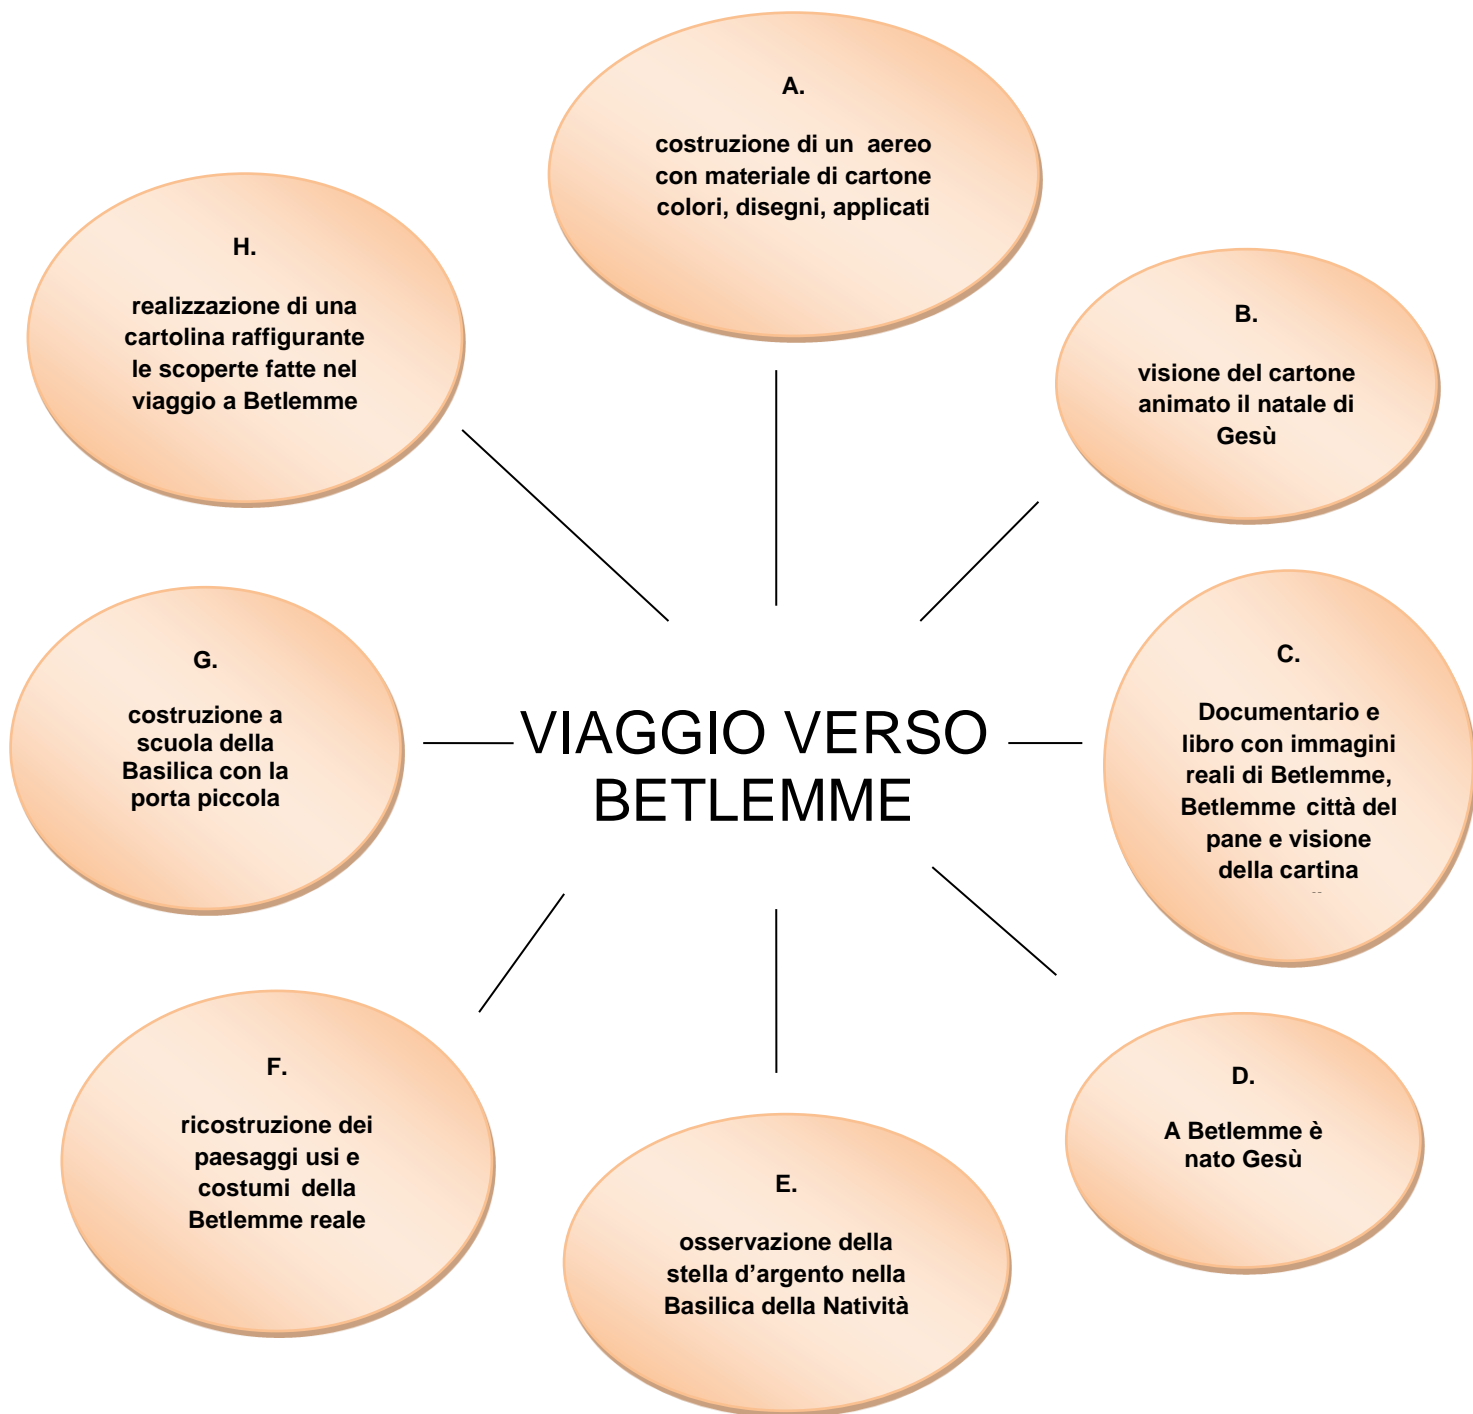 A.
costruzione di un aereo
con materiale di cartone
colori, disegni, applicati
B.
visione del cartone
animato il natale di
Gesù
C.
Documentario e
libro con immagini
reali di Betlemme,
Betlemme città del
pane e visione
della cartina
D.
A Betlemme è
nato Gesù
E.
osservazione della
stella d’argento nella
Basilica della Natività
F.
ricostruzione dei
paesaggi usi e
costumi della
Betlemme reale
G.
costruzione a
scuola della
Basilica con la
porta piccola
H.
realizzazione di una
cartolina raffigurante
le scoperte fatte nel
viaggio a Betlemme
VIAGGIO VERSO
BETLEMME